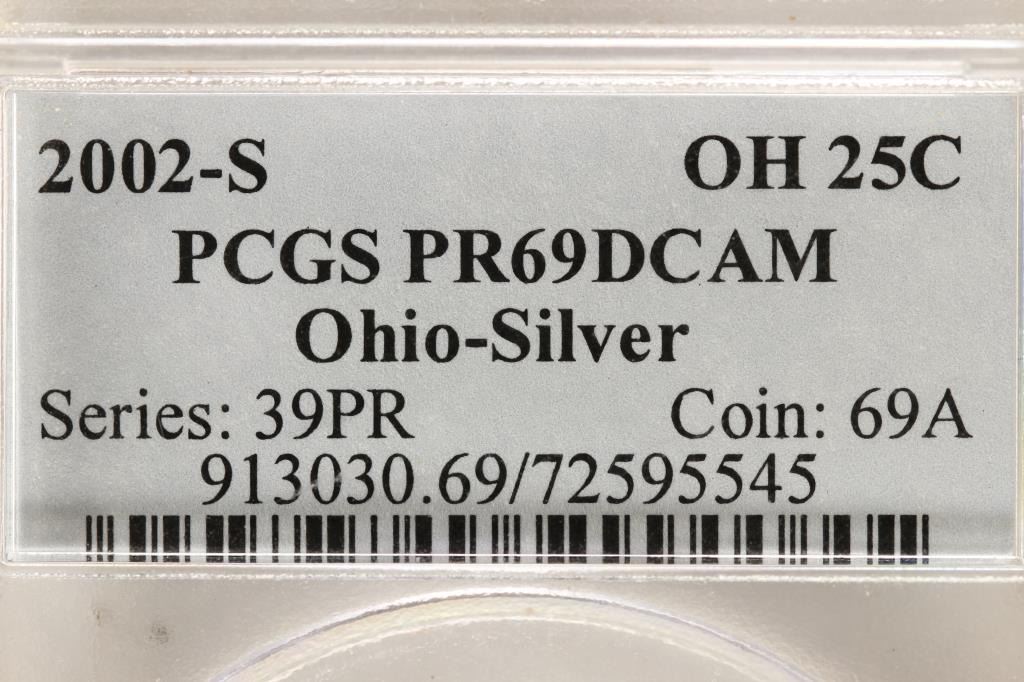 2002-S OH 25C
PCGS PR69DCAM
Ohio-Silver
Series: 39PR Coin: 69A
913030.69/72595545